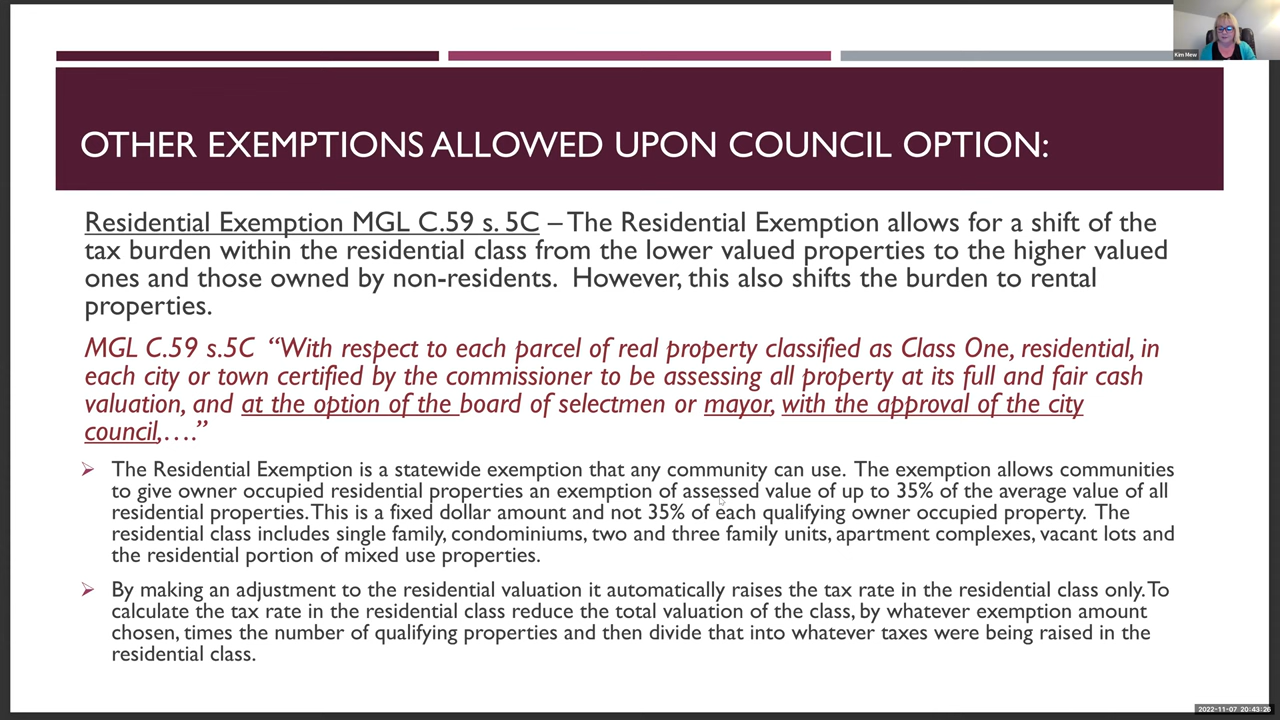 Kim Mew
OTHER EXEMPTIONS ALLOWED UPON COUNCIL OPTION:
Residential Exemption MGL C.59 s. 5C – The Residential Exemption allows for a shift of the
tax burden within the residential class from the lower valued properties to the higher valued
ones and those owned by non-residents. However, this also shifts the burden to rental
properties.
MGL C.59 s.5C “With respect to each parcel of real property classified as Class One, residential, in
each city or town certified by the commissioner to be assessing all property at its full and fair cash
valuation, and at the option of the board of selectmen or mayor, with the approval of the city
council,….”
The Residential Exemption is a statewide exemption that any community can use. The exemption allows communities
to give owner occupied residential properties an exemption of assessed value of up to 35% of the average value of all
residential properties. This is a fixed dollar amount and not 35% of each qualifying owner occupied property. The
residential class includes single family, condominiums, two and three family units, apartment complexes, vacant lots and
the residential portion of mixed use properties.
By making an adjustment to the residential valuation it automatically raises the tax rate in the residential class only. To
calculate the tax rate in the residential class reduce the total valuation of the class, by whatever exemption amount
chosen, times the number of qualifying properties and then divide that into whatever taxes were being raised in the
residential class.
2022-11-07 20:43:26